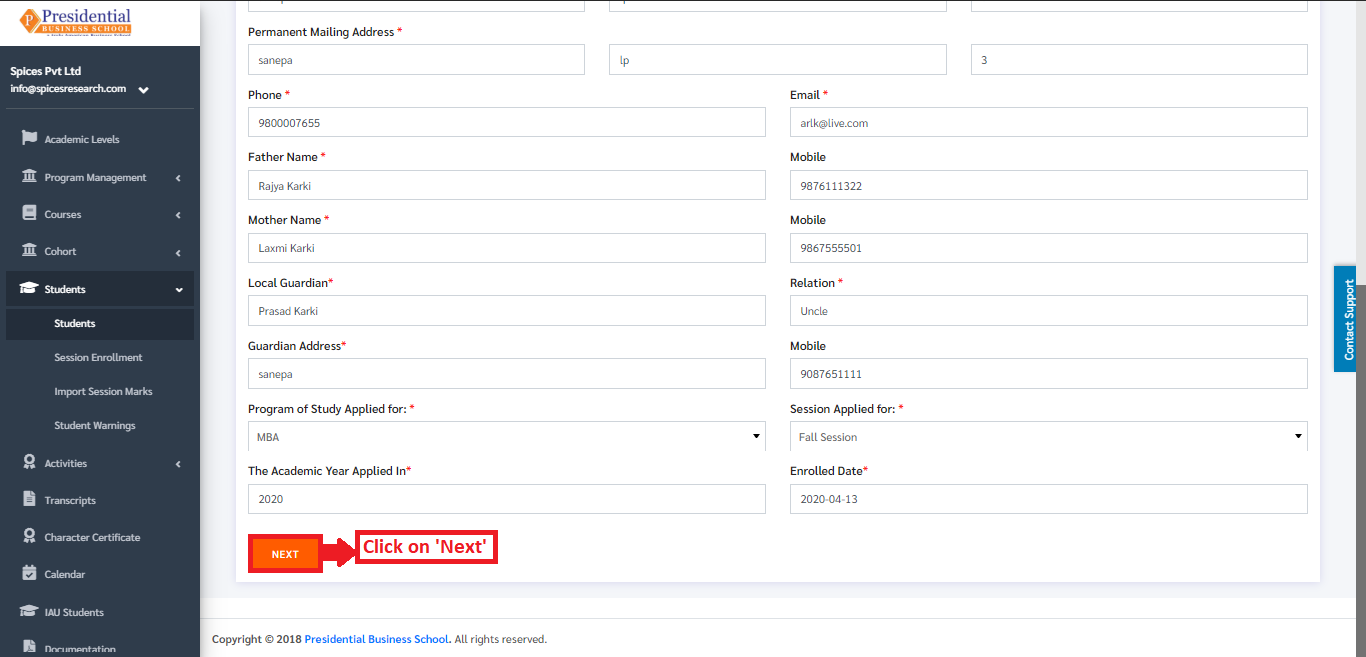 Presidential
BUSINESS SCHOOL
Spices Pvt Ltd
info@spicesresearch.com
Academic Levels
Program Management
Courses
Cohort
Students
Students
Session Enrollment
Import Session Marks
Student Warnings
Activities
Transcripts
Character Certificate
Calendar
IAU Students
Documentation
Permanent Mailing Address *
sanepa lp 3
Phone * Email *
9800007655 arlk@live.com
Father Name * Mobile
Rajya Karki 9876111322
Mother Name * Mobile
Laxmi Karki 9867555501
Local Guardian* Relation *
Prasad Karki Uncle
Guardian Address* Mobile
sanepa 9087651111
Program of Study Applied for: * Session Applied for: *
MBA Fall Session
The Academic Year Applied In* Enrolled Date*
2020 2020-04-13
NEXT Click on 'Next'
Contact Support
Copyright © 2018 Presidential Business School. All rights reserved.